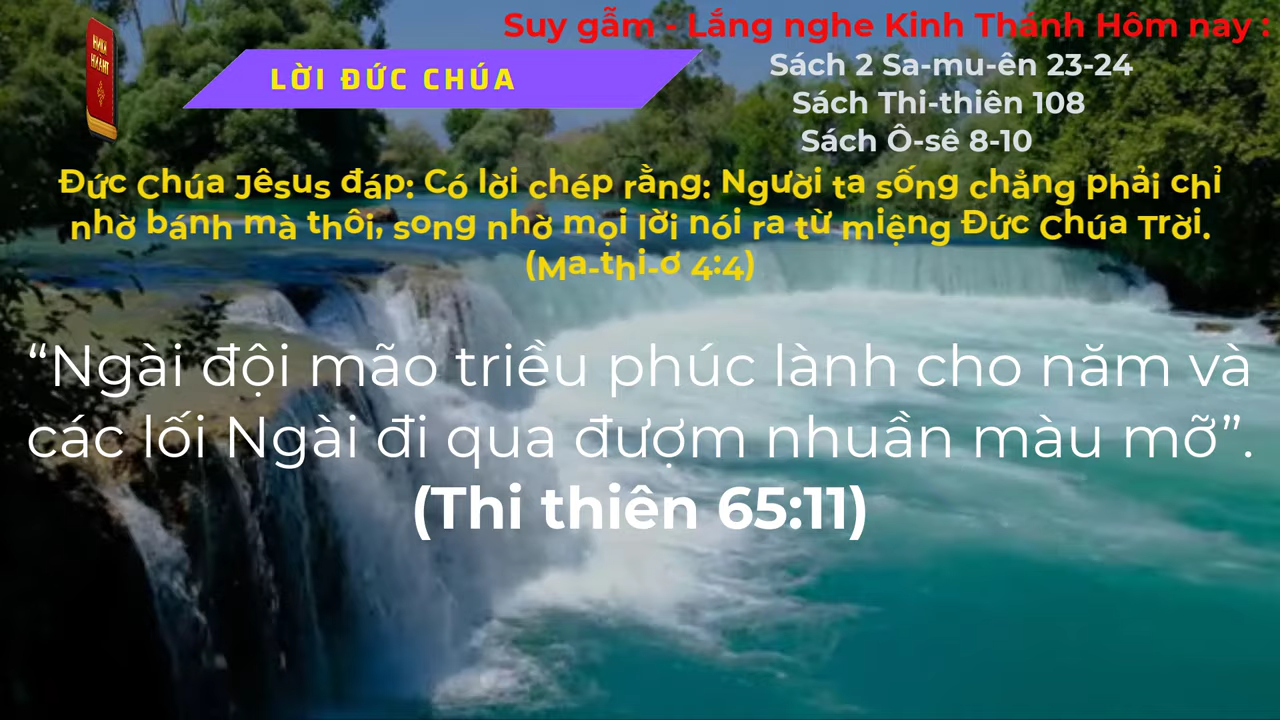 Suy gẫm - Lắng nghe Kinh Thánh Hôm nay :
Sách 2 Sa-mu-ên 23-24
Sách Thi-thiên 108
Sách Ô-sê 8-10
KINH
THÁNH
LỜI ĐỨC CHÚA
Đức Chúa Jêsus đáp: Có lời chép rằng: Người ta sống chẳng phải chỉ
nhờ bánh mà thôi, song nhờ mọi lời nói ra từ miệng Đức Chúa Trời.
(Ma-thi-ơ 4:4)
“Ngài đội mão triều phúc lành cho năm và
các lối Ngài đi qua đượm nhuần màu mỡ”.
(Thi thiên 65:11)